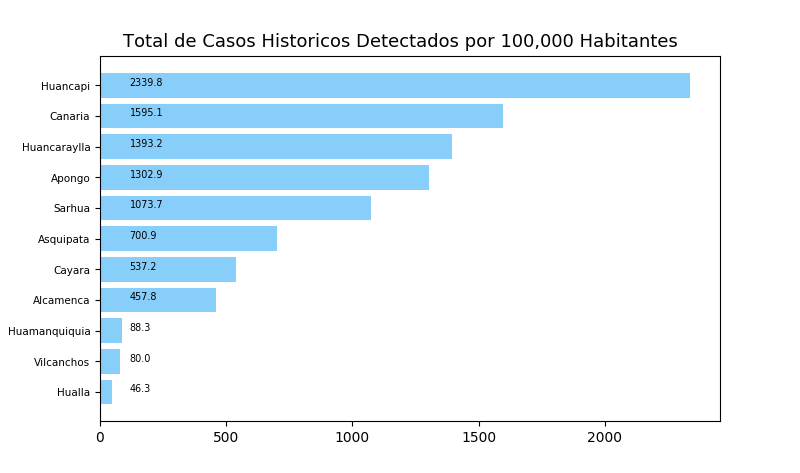 Total de Casos Historicos Detectados por 100,000 Habitantes
Huancapi 2339.8
Canaria 1595.1
Huancaraylla 1393.2
Apongo 1302.9
Sarhua 1073.7
Asquipata 700.9
Cayara 537.2
Alcamenca 457.8
Huamanquiquia 88.3
Vilcanchos 80.0
Hualla 46.3
0 500 1000 1500 2000